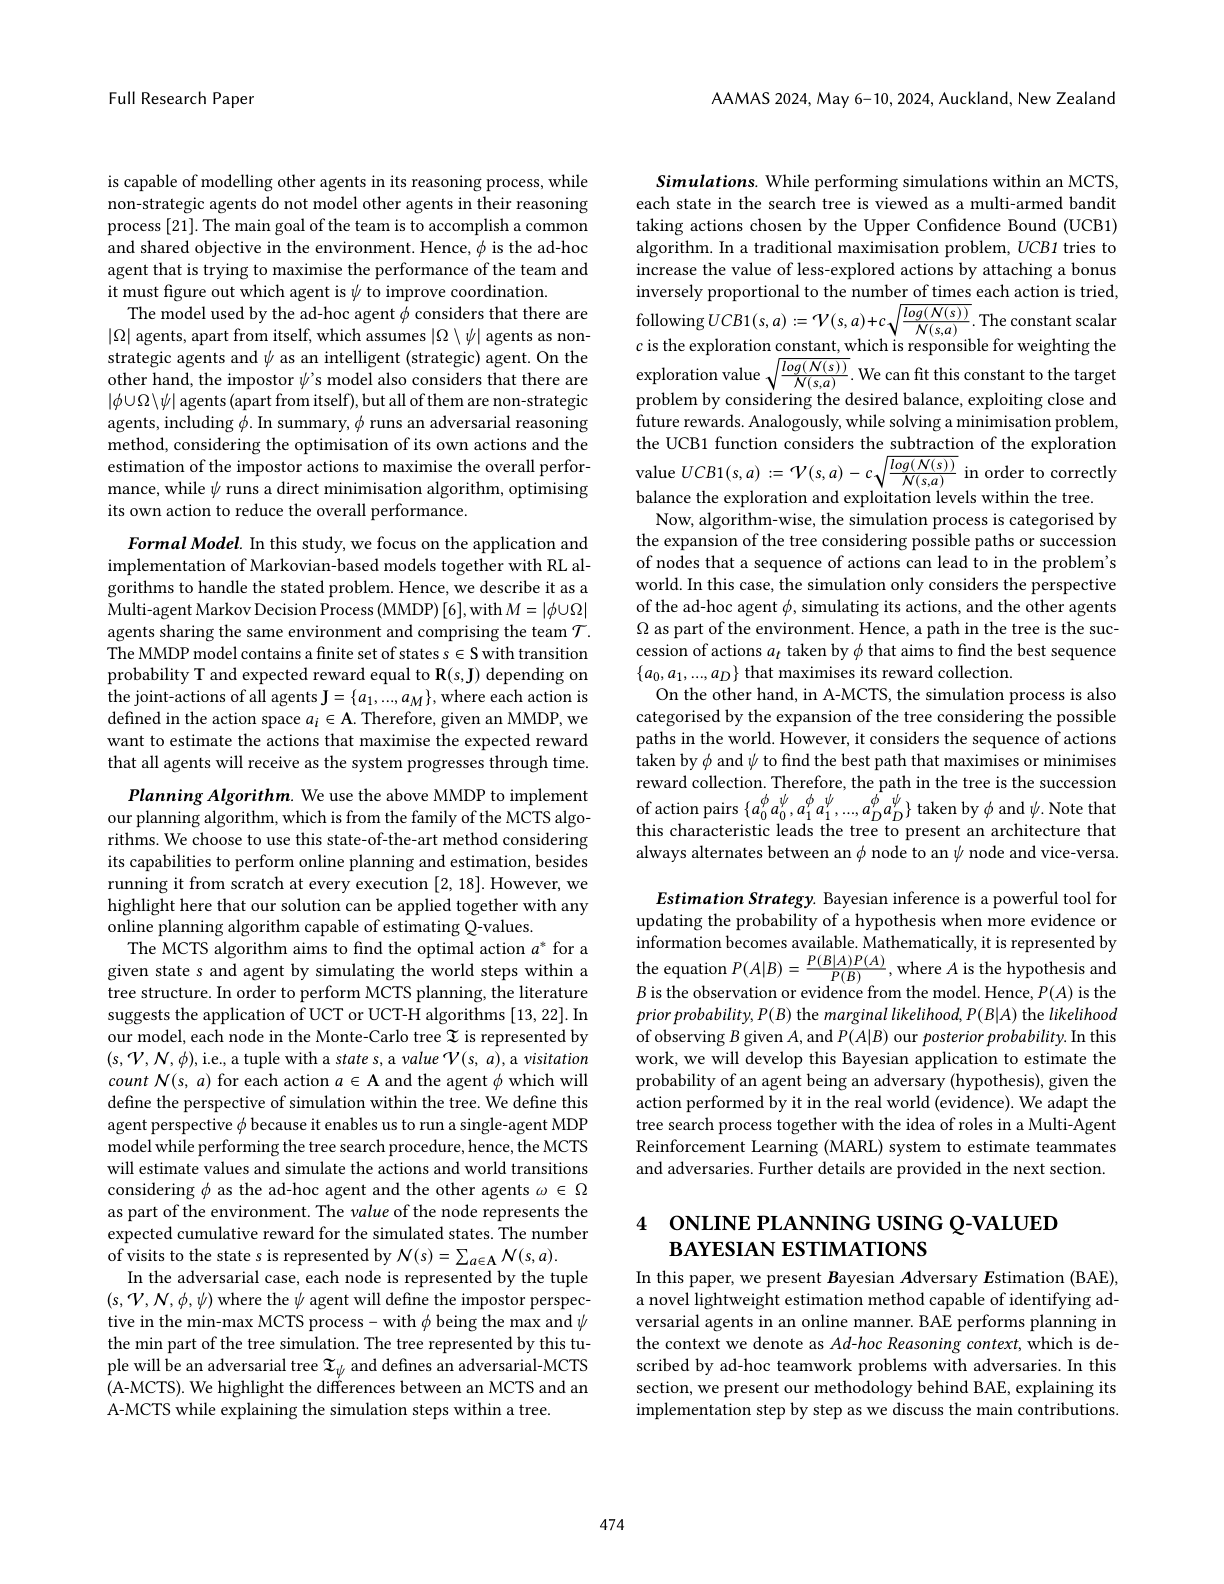 Full Research Paper
AAMAS 2024, May 6–10, 2024, Auckland, New Zealand
is capable of modelling other agents in its reasoning process, while
non-strategic agents do not model other agents in their reasoning
process [21]. The main goal of the team is to accomplish a common
and shared objective in the environment. Hence, ϕ is the ad-hoc
agent that is trying to maximise the performance of the team and
it must figure out which agent is ψ to improve coordination.
The model used by the ad-hoc agent ϕ considers that there are
|Ω| agents, apart from itself, which assumes |Ω \ ψ| agents as non-
strategic agents and ψ as an intelligent (strategic) agent. On the
other hand, the impostor ψ's model also considers that there are
|ϕ∪Ω\ψ| agents (apart from itself), but all of them are non-strategic
agents, including ϕ. In summary, ϕ runs an adversarial reasoning
method, considering the optimisation of its own actions and the
estimation of the impostor actions to maximise the overall perfor-
mance, while ψ runs a direct minimisation algorithm, optimising
its own action to reduce the overall performance.
Formal Model. In this study, we focus on the application and
implementation of Markovian-based models together with RL al-
gorithms to handle the stated problem. Hence, we describe it as a
Multi-agent Markov Decision Process (MMDP) [6], with M = |ϕ∪Ω|
agents sharing the same environment and comprising the team 𝒯.
The MMDP model contains a finite set of states s ∈ S with transition
probability T and expected reward equal to R(s, J) depending on
the joint-actions of all agents J = {a₁, ..., a_M}, where each action is
defined in the action space aᵢ ∈ A. Therefore, given an MMDP, we
want to estimate the actions that maximise the expected reward
that all agents will receive as the system progresses through time.
Planning Algorithm. We use the above MMDP to implement
our planning algorithm, which is from the family of the MCTS algo-
rithms. We choose to use this state-of-the-art method considering
its capabilities to perform online planning and estimation, besides
running it from scratch at every execution [2, 18]. However, we
highlight here that our solution can be applied together with any
online planning algorithm capable of estimating Q-values.
The MCTS algorithm aims to find the optimal action a* for a
given state s and agent by simulating the world steps within a
tree structure. In order to perform MCTS planning, the literature
suggests the application of UCT or UCT-H algorithms [13, 22]. In
our model, each node in the Monte-Carlo tree 𝔗 is represented by
(s, 𝒱, 𝒩, ϕ), i.e., a tuple with a state s, a value 𝒱(s, a), a visitation
count 𝒩(s, a) for each action a ∈ A and the agent ϕ which will
define the perspective of simulation within the tree. We define this
agent perspective ϕ because it enables us to run a single-agent MDP
model while performing the tree search procedure, hence, the MCTS
will estimate values and simulate the actions and world transitions
considering ϕ as the ad-hoc agent and the other agents ω ∈ Ω
as part of the environment. The value of the node represents the
expected cumulative reward for the simulated states. The number
of visits to the state s is represented by 𝒩(s) = ∑_{a∈A} 𝒩(s, a).
In the adversarial case, each node is represented by the tuple
(s, 𝒱, 𝒩, ϕ, ψ) where the ψ agent will define the impostor perspec-
tive in the min-max MCTS process – with ϕ being the max and ψ
the min part of the tree simulation. The tree represented by this tu-
ple will be an adversarial tree 𝔗_ψ and defines an adversarial-MCTS
(A-MCTS). We highlight the differences between an MCTS and an
A-MCTS while explaining the simulation steps within a tree.
Simulations. While performing simulations within an MCTS,
each state in the search tree is viewed as a multi-armed bandit
taking actions chosen by the Upper Confidence Bound (UCB1)
algorithm. In a traditional maximisation problem, UCB1 tries to
increase the value of less-explored actions by attaching a bonus
inversely proportional to the number of times each action is tried,
following UCB1(s, a) := 𝒱(s, a)+c√(log(𝒩(s))/𝒩(s,a)). The constant scalar
c is the exploration constant, which is responsible for weighting the
exploration value √(log(𝒩(s))/𝒩(s,a)). We can fit this constant to the target
problem by considering the desired balance, exploiting close and
future rewards. Analogously, while solving a minimisation problem,
the UCB1 function considers the subtraction of the exploration
value UCB1(s, a) := 𝒱(s, a) − c√(log(𝒩(s))/𝒩(s,a)) in order to correctly
balance the exploration and exploitation levels within the tree.
Now, algorithm-wise, the simulation process is categorised by
the expansion of the tree considering possible paths or succession
of nodes that a sequence of actions can lead to in the problem's
world. In this case, the simulation only considers the perspective
of the ad-hoc agent ϕ, simulating its actions, and the other agents
Ω as part of the environment. Hence, a path in the tree is the suc-
cession of actions a_t taken by ϕ that aims to find the best sequence
{a₀, a₁, ..., a_D} that maximises its reward collection.
On the other hand, in A-MCTS, the simulation process is also
categorised by the expansion of the tree considering the possible
paths in the world. However, it considers the sequence of actions
taken by ϕ and ψ to find the best path that maximises or minimises
reward collection. Therefore, the path in the tree is the succession
of action pairs {a₀^ϕ a₀^ψ, a₁^ϕ a₁^ψ, ..., a_D^ϕ a_D^ψ} taken by ϕ and ψ. Note that
this characteristic leads the tree to present an architecture that
always alternates between an ϕ node to an ψ node and vice-versa.
Estimation Strategy. Bayesian inference is a powerful tool for
updating the probability of a hypothesis when more evidence or
information becomes available. Mathematically, it is represented by
the equation P(A|B) = P(B|A)P(A)/P(B), where A is the hypothesis and
B is the observation or evidence from the model. Hence, P(A) is the
prior probability, P(B) the marginal likelihood, P(B|A) the likelihood
of observing B given A, and P(A|B) our posterior probability. In this
work, we will develop this Bayesian application to estimate the
probability of an agent being an adversary (hypothesis), given the
action performed by it in the real world (evidence). We adapt the
tree search process together with the idea of roles in a Multi-Agent
Reinforcement Learning (MARL) system to estimate teammates
and adversaries. Further details are provided in the next section.
4 ONLINE PLANNING USING Q-VALUED
BAYESIAN ESTIMATIONS
In this paper, we present Bayesian Adversary Estimation (BAE),
a novel lightweight estimation method capable of identifying ad-
versarial agents in an online manner. BAE performs planning in
the context we denote as Ad-hoc Reasoning context, which is de-
scribed by ad-hoc teamwork problems with adversaries. In this
section, we present our methodology behind BAE, explaining its
implementation step by step as we discuss the main contributions.
474